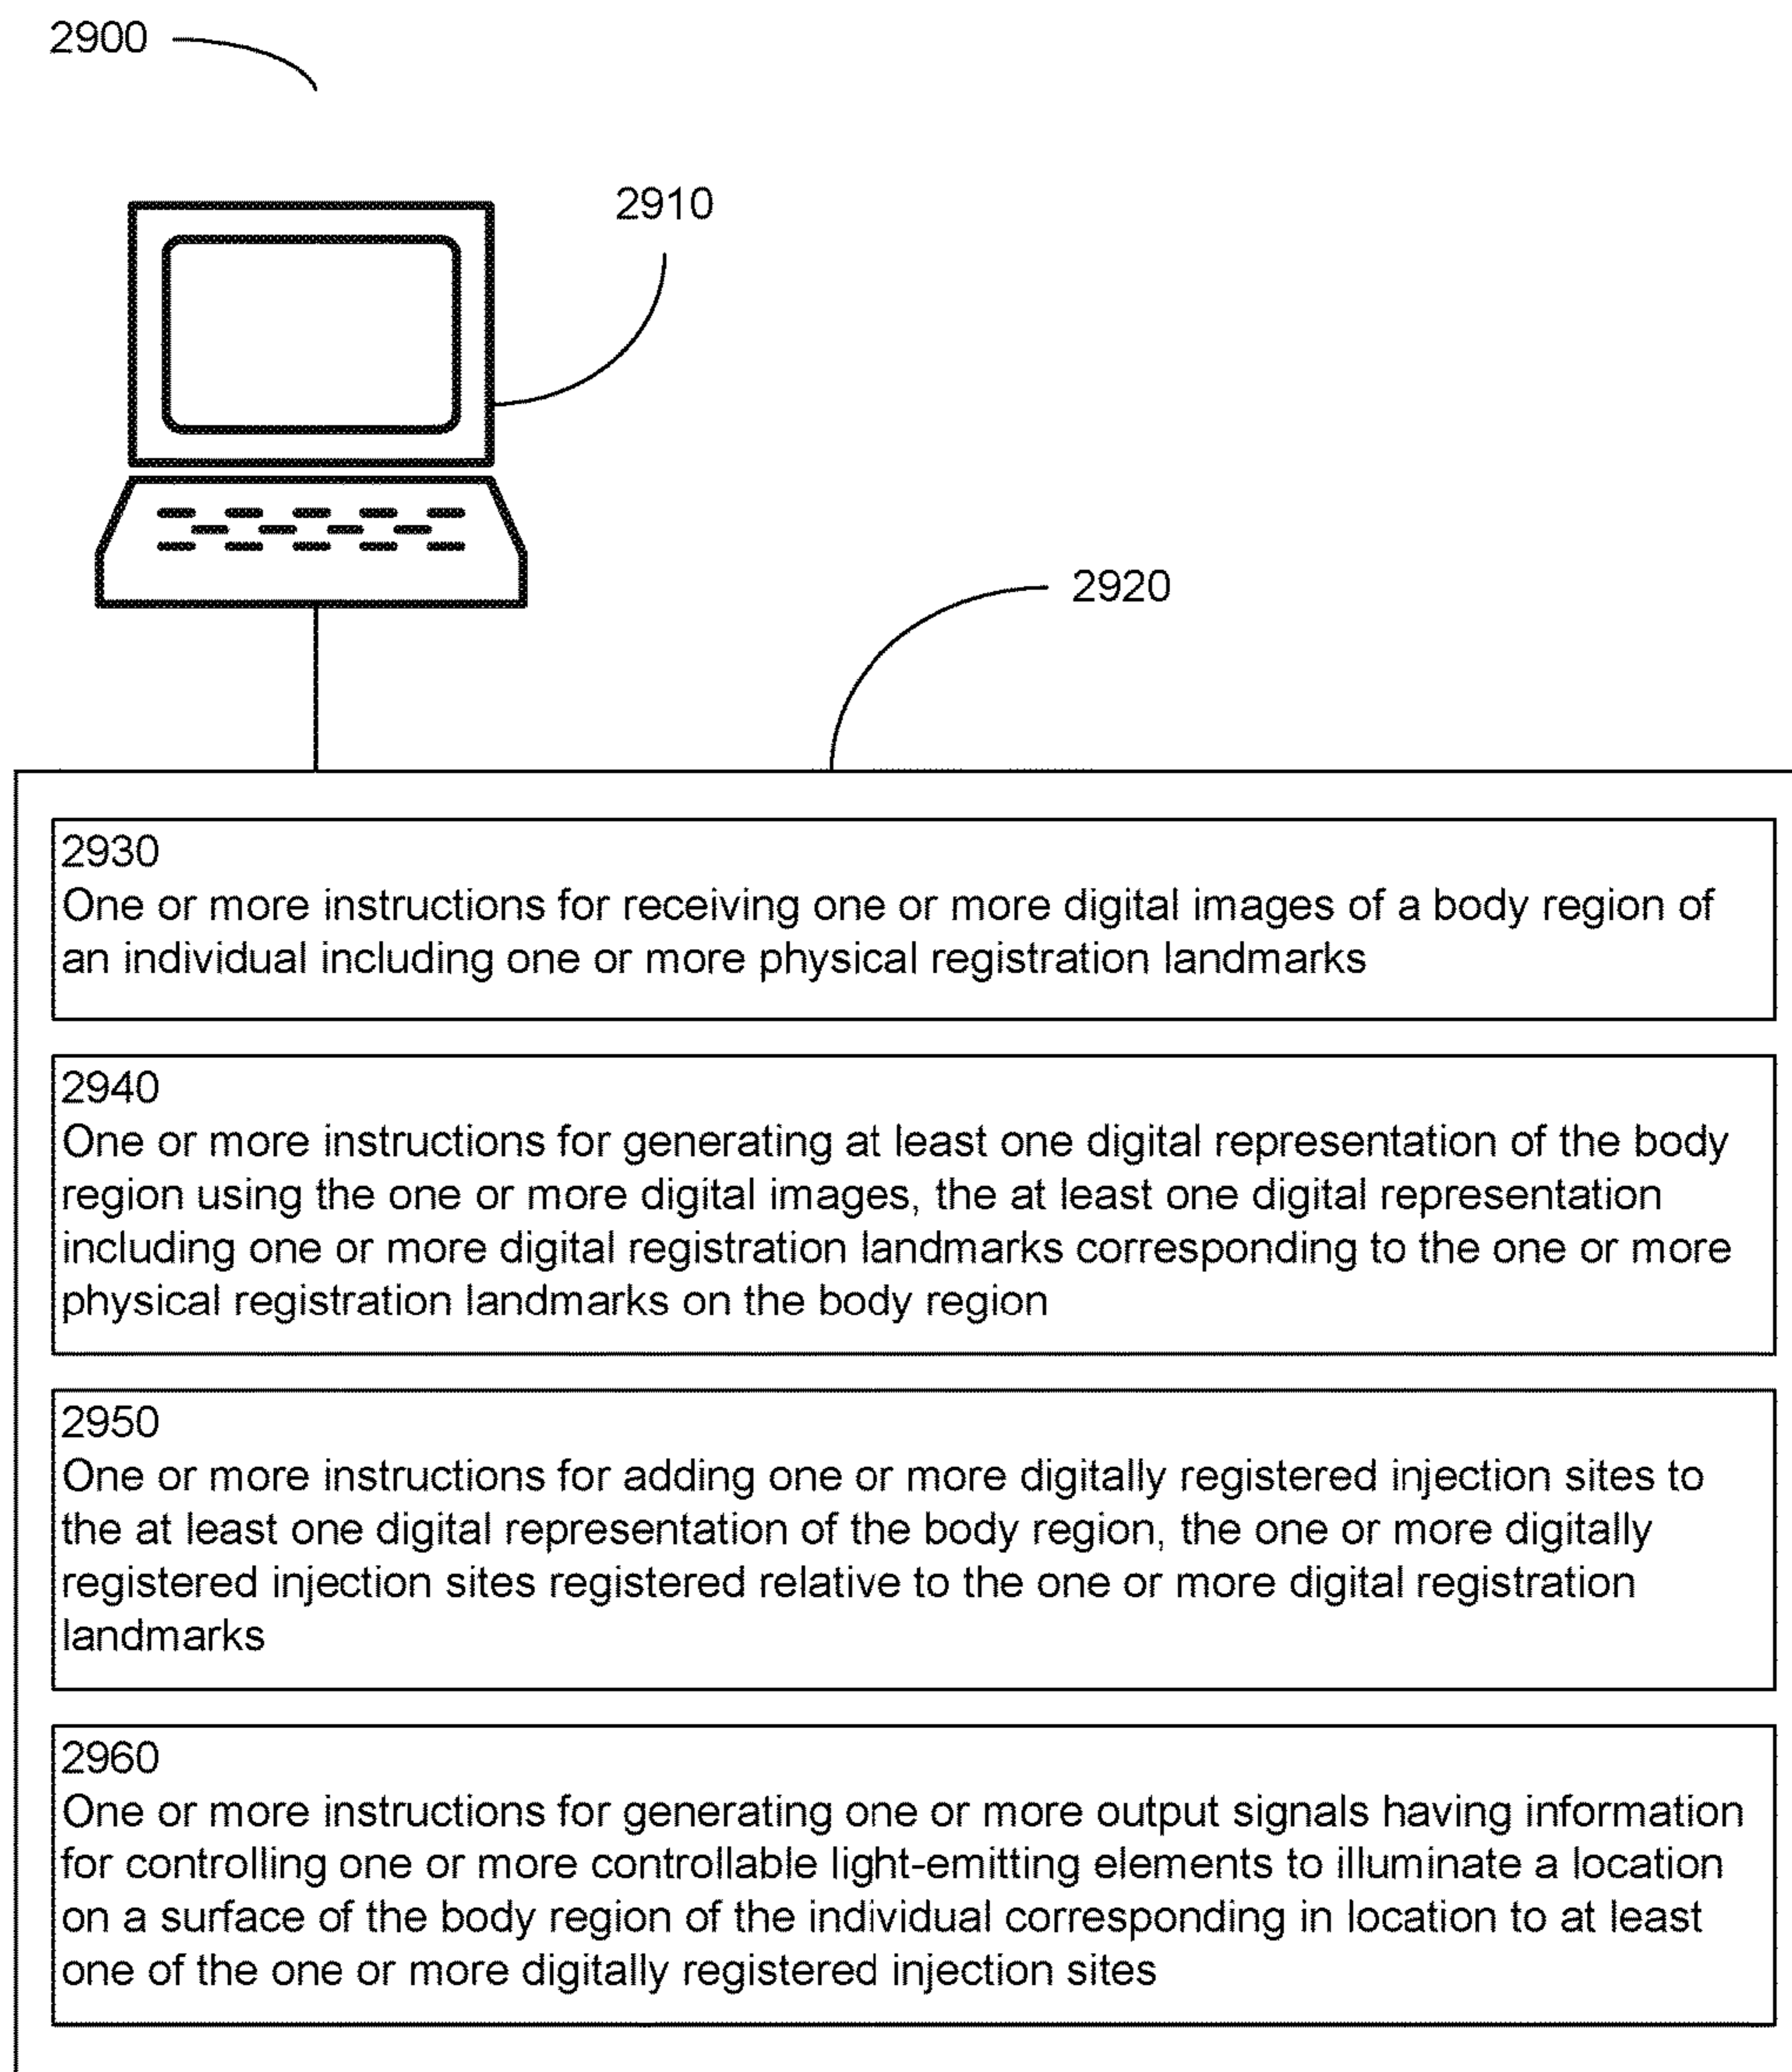 2900
2910
2920
2930
One or more instructions for receiving one or more digital images of a body region of
an individual including one or more physical registration landmarks
2940
One or more instructions for generating at least one digital representation of the body
region using the one or more digital images, the at least one digital representation
including one or more digital registration landmarks corresponding to the one or more
physical registration landmarks on the body region
2950
One or more instructions for adding one or more digitally registered injection sites to
the at least one digital representation of the body region, the one or more digitally
registered injection sites registered relative to the one or more digital registration
landmarks
2960
One or more instructions for generating one or more output signals having information
for controlling one or more controllable light-emitting elements to illuminate a location
on a surface of the body region of the individual corresponding in location to at least
one of the one or more digitally registered injection sites